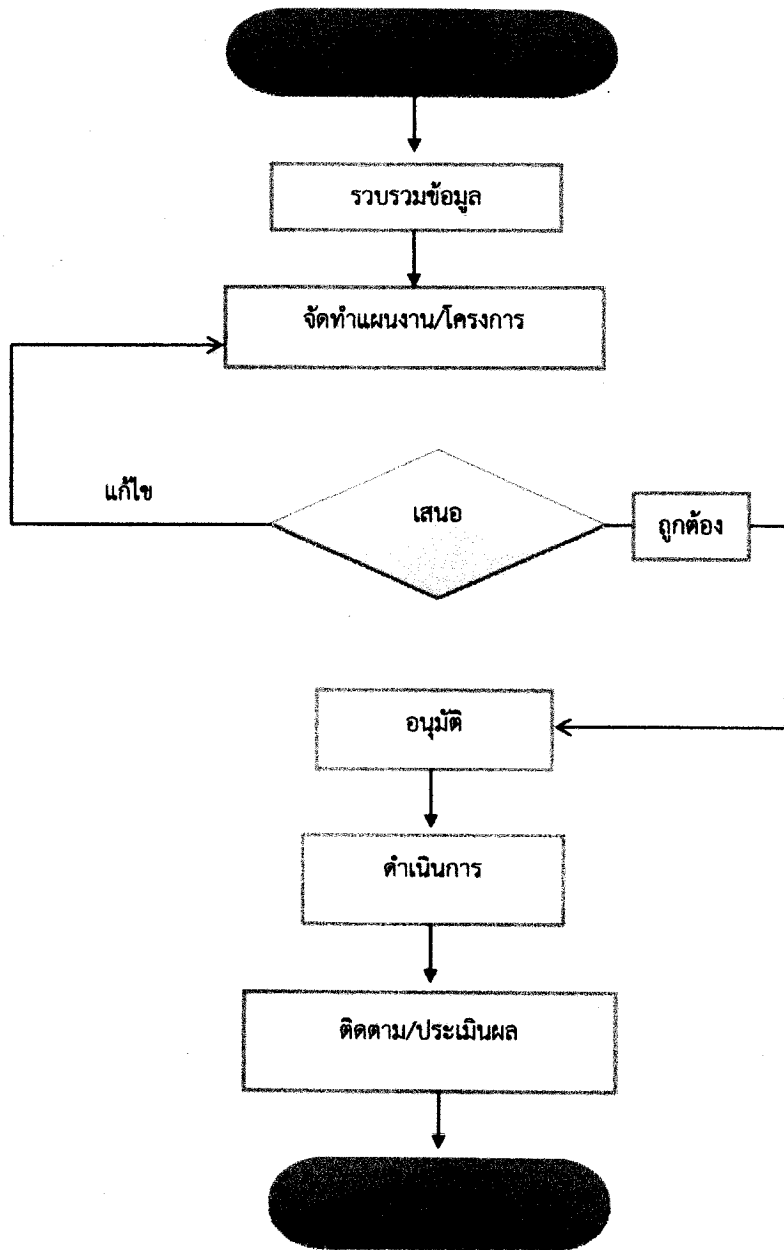 รวบรวมข้อมูล
จัดทำแผนงาน/โครงการ
แก้ไข
เสนอ
ถูกต้อง
อนุมัติ
ดำเนินการ
ติดตาม/ประเมินผล